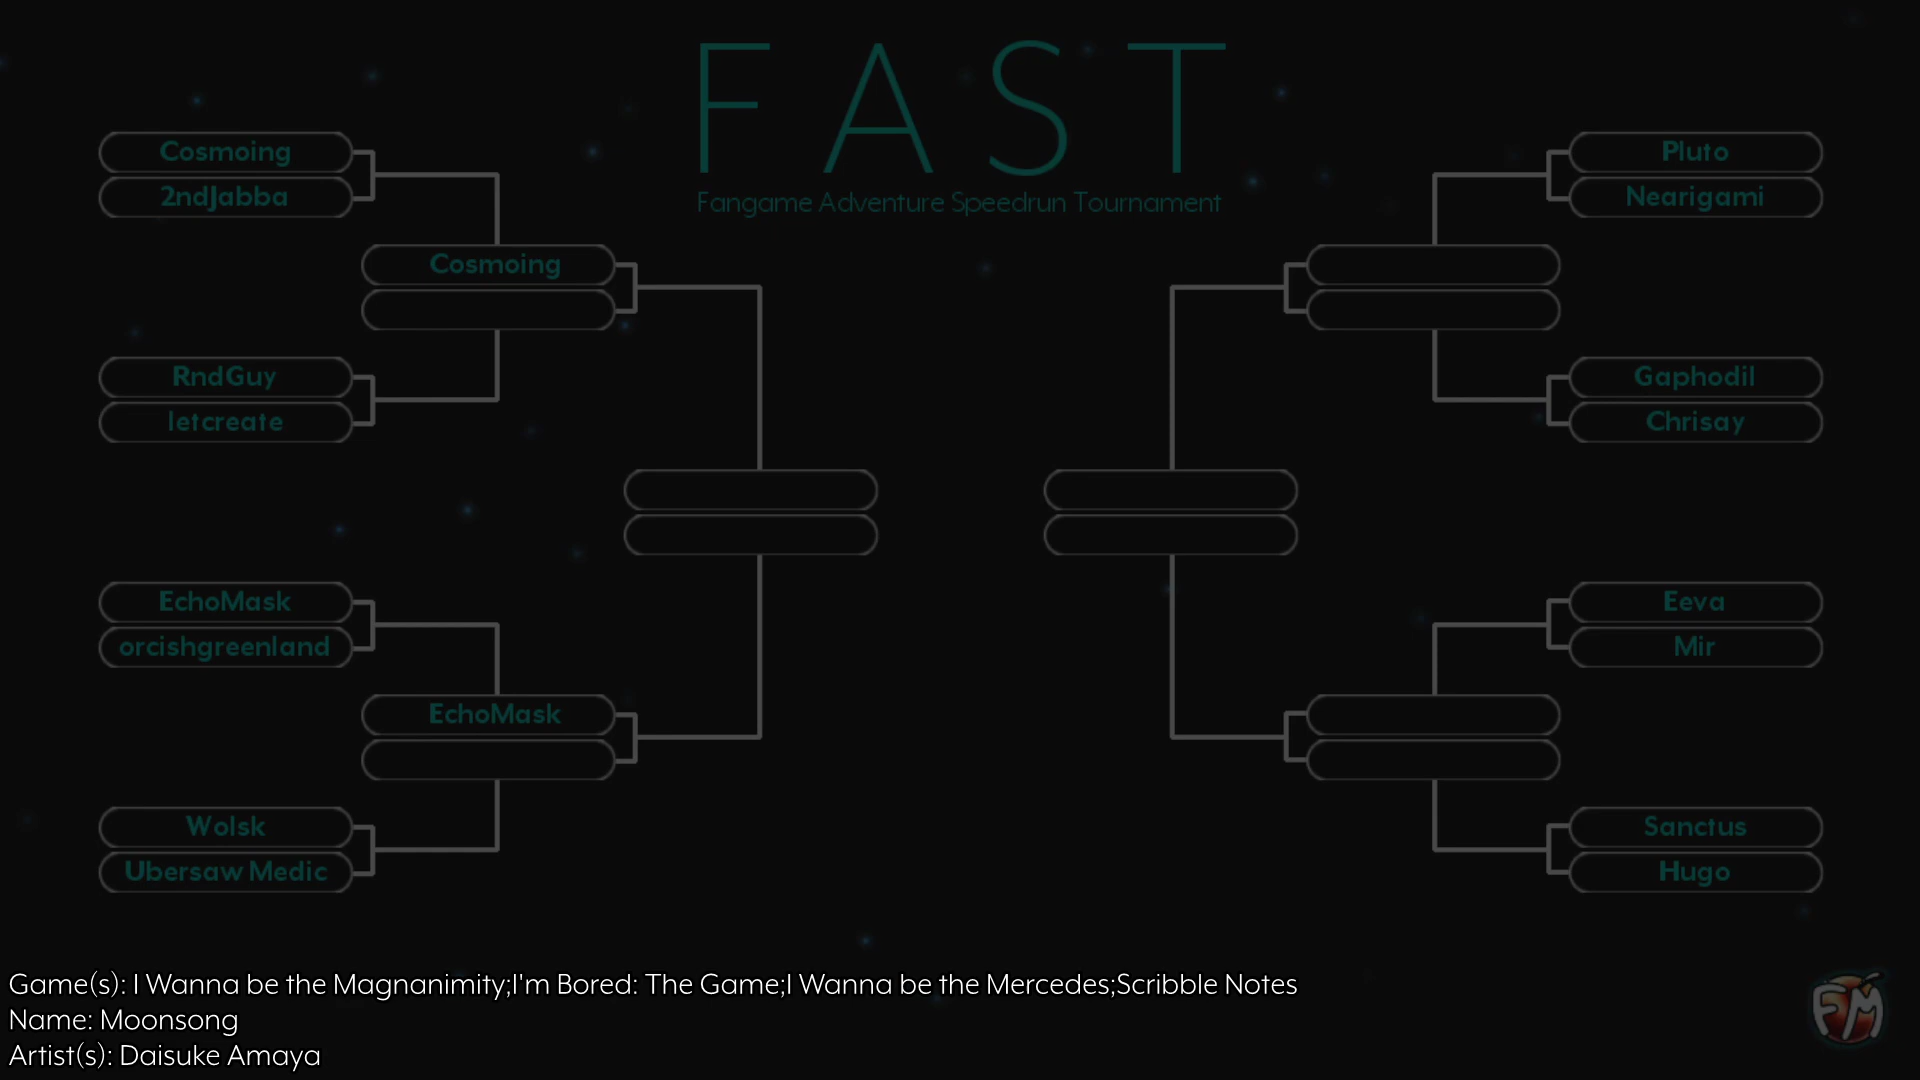 FAST
Fangame Adventure Speedrun Tournament
Cosmoing
2ndJabba
Cosmoing
RndGuy
letcreate
EchoMask
orcishgreenland
EchoMask
Wolsk
Ubersaw Medic
Pluto
Nearigami
Gaphodil
Chrisay
Eeva
Mir
Sanctus
Hugo
Game(s): I Wanna be the Magnanimity;I'm Bored: The Game;I Wanna be the Mercedes;Scribble Notes
Name: Moonsong
Artist(s): Daisuke Amaya
FM